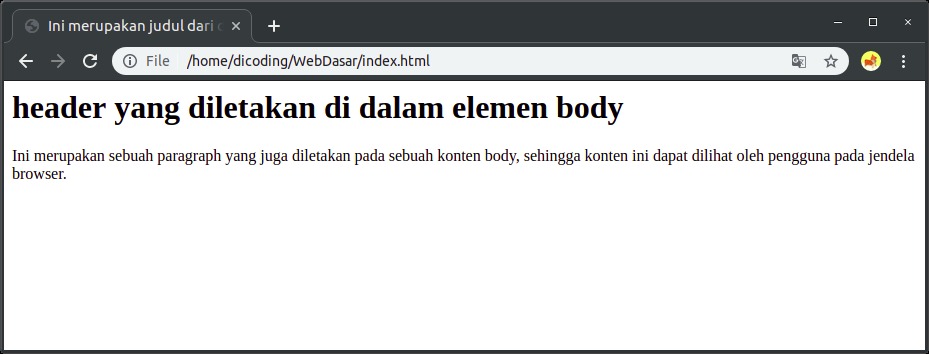 Ini merupakan judul dari
File /home/dicoding/WebDasar/index.html
header yang diletakan di dalam elemen body
Ini merupakan sebuah paragraph yang juga diletakan pada sebuah konten body, sehingga konten ini dapat dilihat oleh pengguna pada jendela
browser.